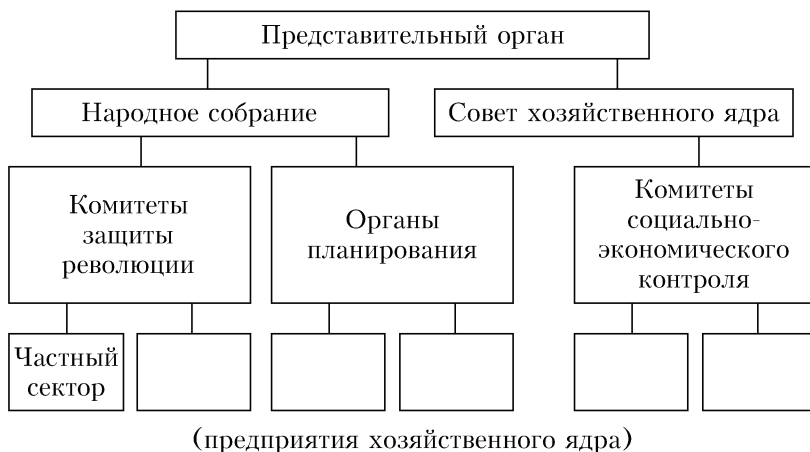 Представительный орган
Народное собрание
Совет хозяйственного ядра
Комитеты
защиты
революции
Органы
планирования
Комитеты
социально-
экономического
контроля
Частный
сектор
(предприятия хозяйственного ядра)